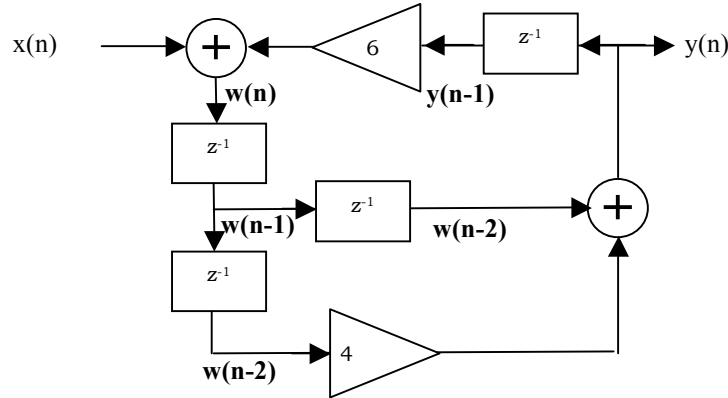 x(n)
6
z-1
y(n)
w(n)
y(n-1)
z-1
w(n-1)
z-1
w(n-2)
z-1
w(n-2)
4